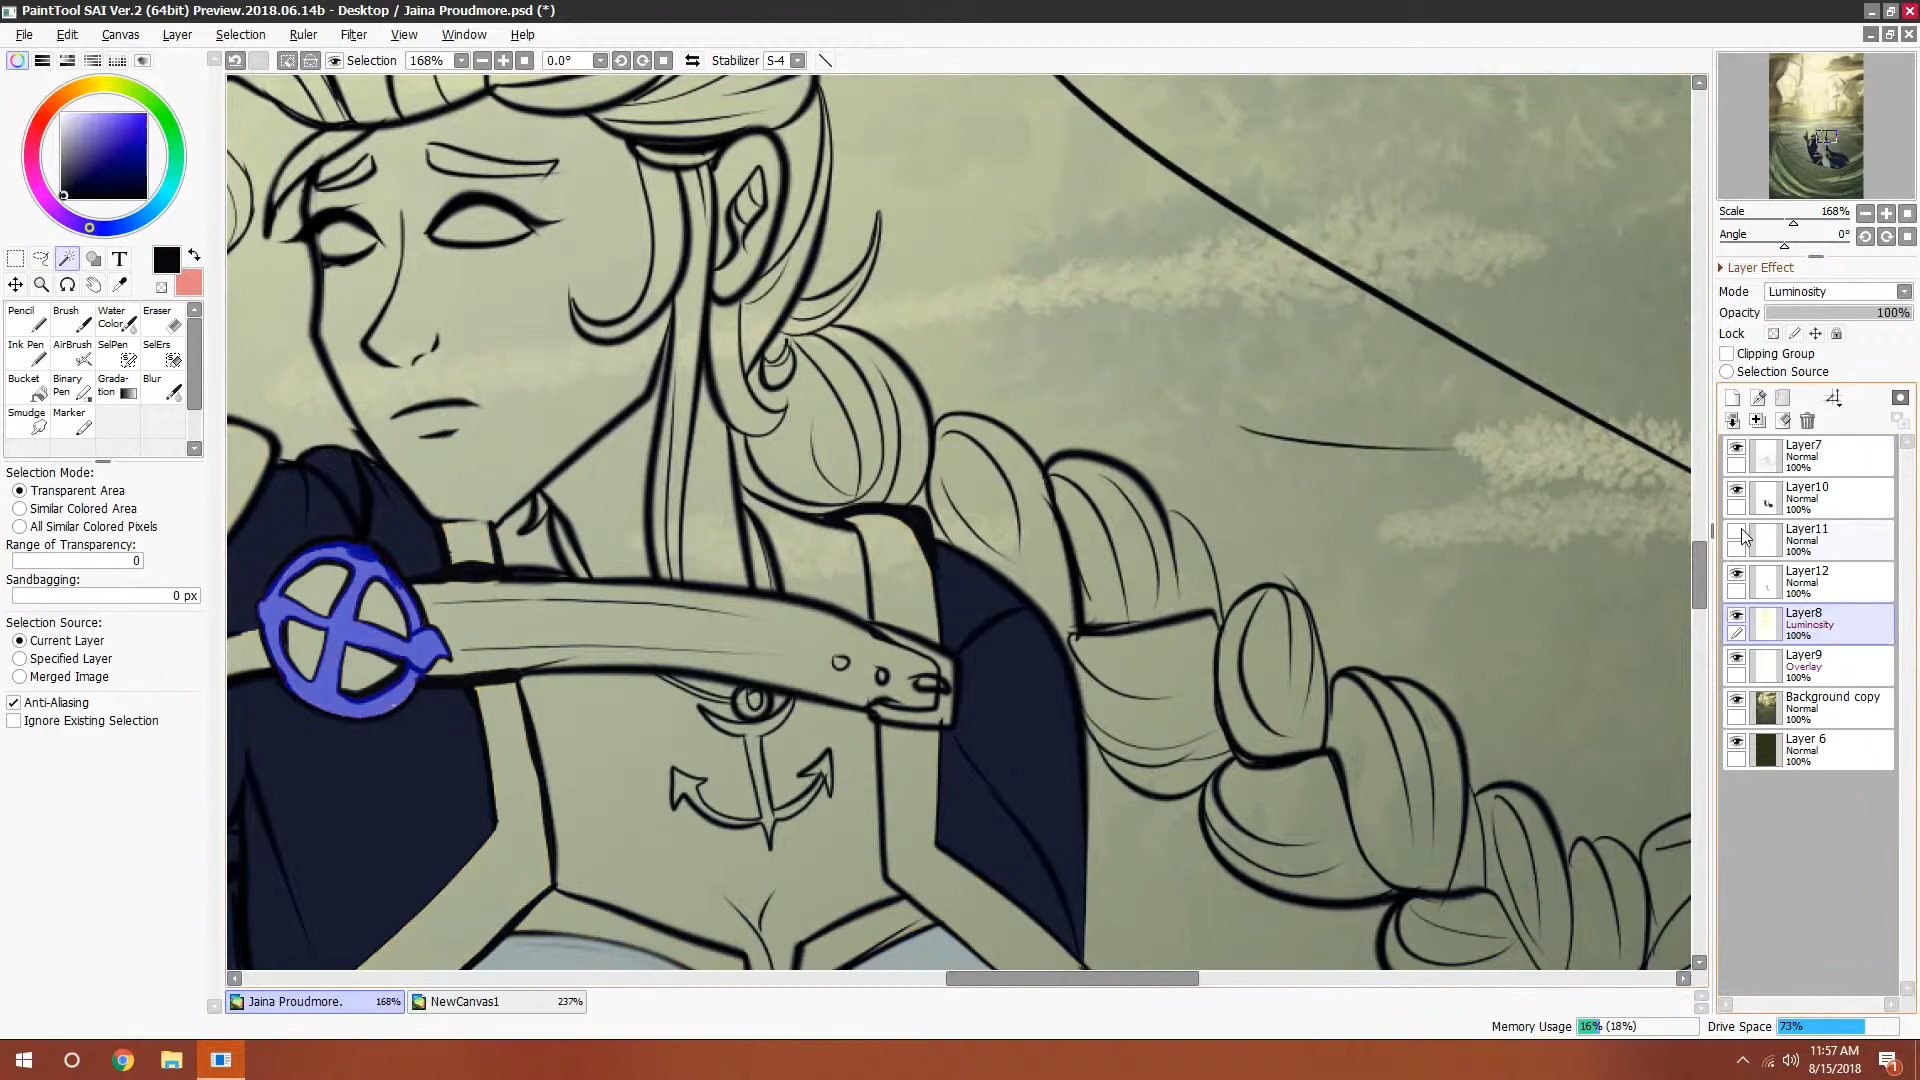 PaintTool SAI Ver.2 (64bit) Preview.2018.06.14b - Desktop / Jaina Proudmore.psd (*)
File Edit Canvas Layer Selection Ruler Filter View Window Help
Selection 168% 0.0° Stabilizer S-4
Scale 168%
Angle 0°
Layer Effect
Mode Luminosity
Opacity 100%
Lock
Clipping Group
Selection Source
T
Pencil Brush Water Color Eraser
Ink Pen AirBrush SelPen SelErs
Bucket Binary Pen Grada-tion Blur
Smudge Marker
Selection Mode:
Transparent Area
Similar Colored Area
All Similar Colored Pixels
Range of Transparency:
0
Sandbagging:
0 px
Selection Source:
Current Layer
Specified Layer
Merged Image
Anti-Aliasing
Ignore Existing Selection
Layer7
Normal
100%
Layer10
Normal
100%
Layer11
Normal
100%
Layer12
Normal
100%
Layer8
Luminosity
100%
Layer9
Overlay
100%
Background copy
Normal
100%
Layer 6
Normal
100%
Jaina Proudmore. 168% NewCanvas1 237%
Memory Usage 16% (18%) Drive Space 73%
11:57 AM
8/15/2018
1